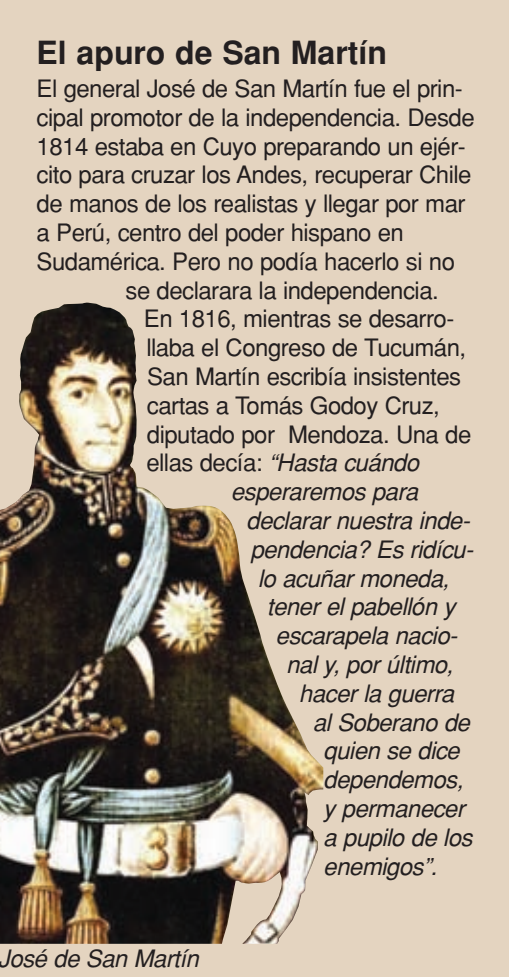 El apuro de San Martín
El general José de San Martín fue el prin-
cipal promotor de la independencia. Desde
1814 estaba en Cuyo preparando un ejér-
cito para cruzar los Andes, recuperar Chile
de manos de los realistas y llegar por mar
a Perú, centro del poder hispano en
Sudamérica. Pero no podía hacerlo si no
se declarara la independencia.
En 1816, mientras se desarro-
llaba el Congreso de Tucumán,
San Martín escribía insistentes
cartas a Tomás Godoy Cruz,
diputado por  Mendoza. Una de
ellas decía: “Hasta cuándo
esperaremos para
declarar nuestra inde-
pendencia? Es ridícu-
lo acuñar moneda,
tener el pabellón y
escarapela nacio-
nal y, por último,
hacer la guerra
al Soberano de
quien se dice
dependemos,
y permanecer
a pupilo de los
enemigos”.
José de San Martín